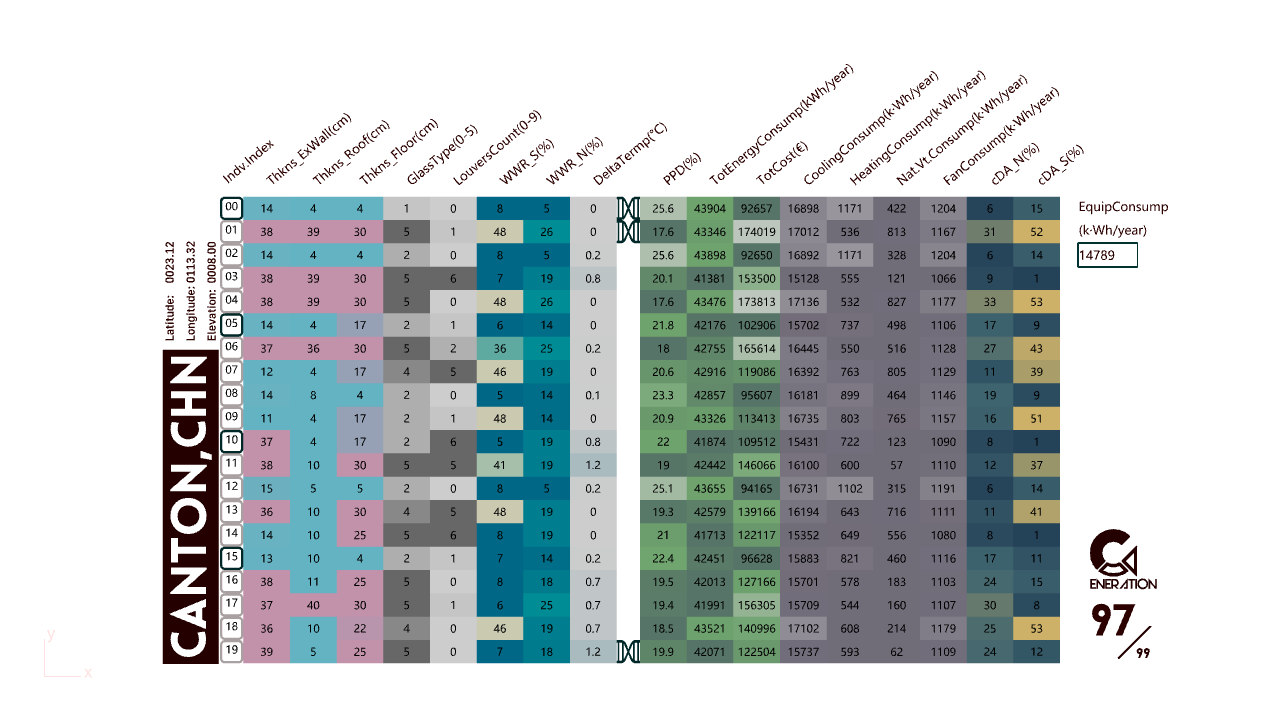 Indv.Index Thkns_ExWall(cm) Thkns_Roof(cm) Thkns_Floor(cm) GlassType(0-5) LouversCount(0-9) WWR_S(%) WWR_N(%) DeltaTermp(°C) PPD(%) TotEnergyConsump(kWh/year) TotCost(€) CoolingConsump(k·Wh/year) HeatingConsump(k·Wh/year) Nat.Vt.Consump(k·Wh/year) FanConsump(k·Wh/year) cDA_N(%) cDA_S(%)
00 14 4 4 1 0 8 5 0 25.6 43904 92657 16898 1171 422 1204 6 15
01 38 39 30 5 1 48 26 0 17.6 43346 174019 17012 536 813 1167 31 52
02 14 4 4 2 0 8 5 0.2 25.6 43898 92650 16892 1171 328 1204 6 14
03 38 39 30 5 6 7 19 0.8 20.1 41381 153500 15128 555 121 1066 9 1
04 38 39 30 5 0 48 26 0 17.6 43476 173813 17136 532 827 1177 33 53
05 14 4 17 2 1 6 14 0 21.8 42176 102906 15702 737 498 1106 17 9
06 37 36 30 5 2 36 25 0.2 18 42755 165614 16445 550 516 1128 27 43
07 12 4 17 4 5 46 19 0 20.6 42916 119086 16392 763 805 1129 11 39
08 14 8 4 2 0 5 14 0.1 23.3 42857 95607 16181 899 464 1146 19 9
09 11 4 17 2 1 48 14 0 20.9 43326 113413 16735 803 765 1157 16 51
10 37 4 17 2 6 5 19 0.8 22 41874 109512 15431 722 123 1090 8 1
11 38 10 30 5 5 41 19 1.2 19 42442 146066 16100 600 57 1110 12 37
12 15 5 5 2 0 8 5 0.2 25.1 43655 94165 16731 1102 315 1191 6 14
13 36 10 30 4 5 48 19 0 19.3 42579 139166 16194 643 716 1111 11 41
14 14 10 25 5 6 8 19 0 21 41713 122117 15352 649 556 1080 8 1
15 13 10 4 2 1 7 14 0.2 22.4 42451 96628 15883 821 460 1116 17 11
16 38 11 25 5 0 8 18 0.7 19.5 42013 127166 15701 578 183 1103 24 15
17 37 40 30 5 1 6 25 0.7 19.4 41991 156305 15709 544 160 1107 30 8
18 36 10 22 4 0 46 19 0.7 18.5 43521 140996 17102 608 214 1179 25 53
19 39 5 25 5 0 7 18 1.2 19.9 42071 122504 15737 593 62 1109 24 12
Latitude: 0023.12
Longitude: 0113.32
Elevation: 0008.00
CANTON,CHN
EquipConsump
(k·Wh/year)
14789
ENERATION
97/99
y
x